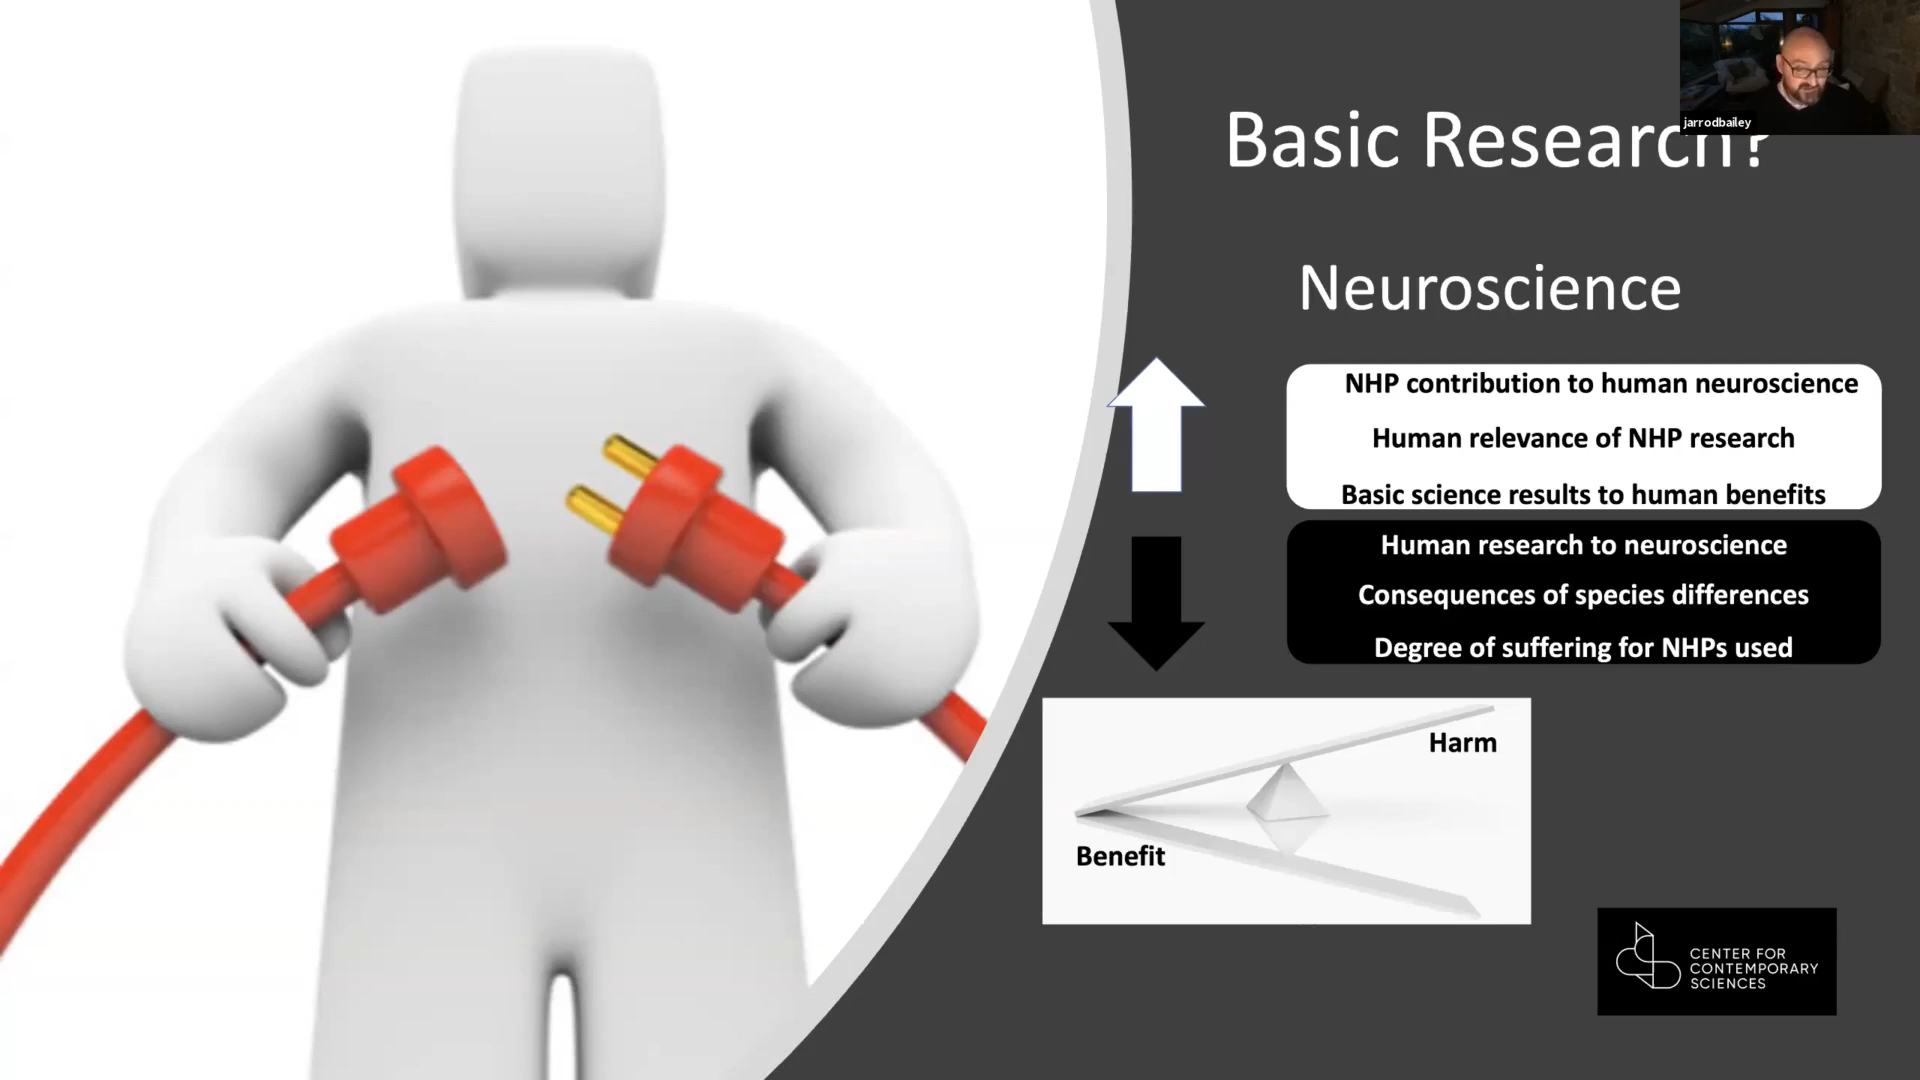 jarrodbailey
Basic Research?
Neuroscience
NHP contribution to human neuroscience
Human relevance of NHP research
Basic science results to human benefits
Human research to neuroscience
Consequences of species differences
Degree of suffering for NHPs used
Harm
Benefit
CENTER FOR
CONTEMPORARY
SCIENCES